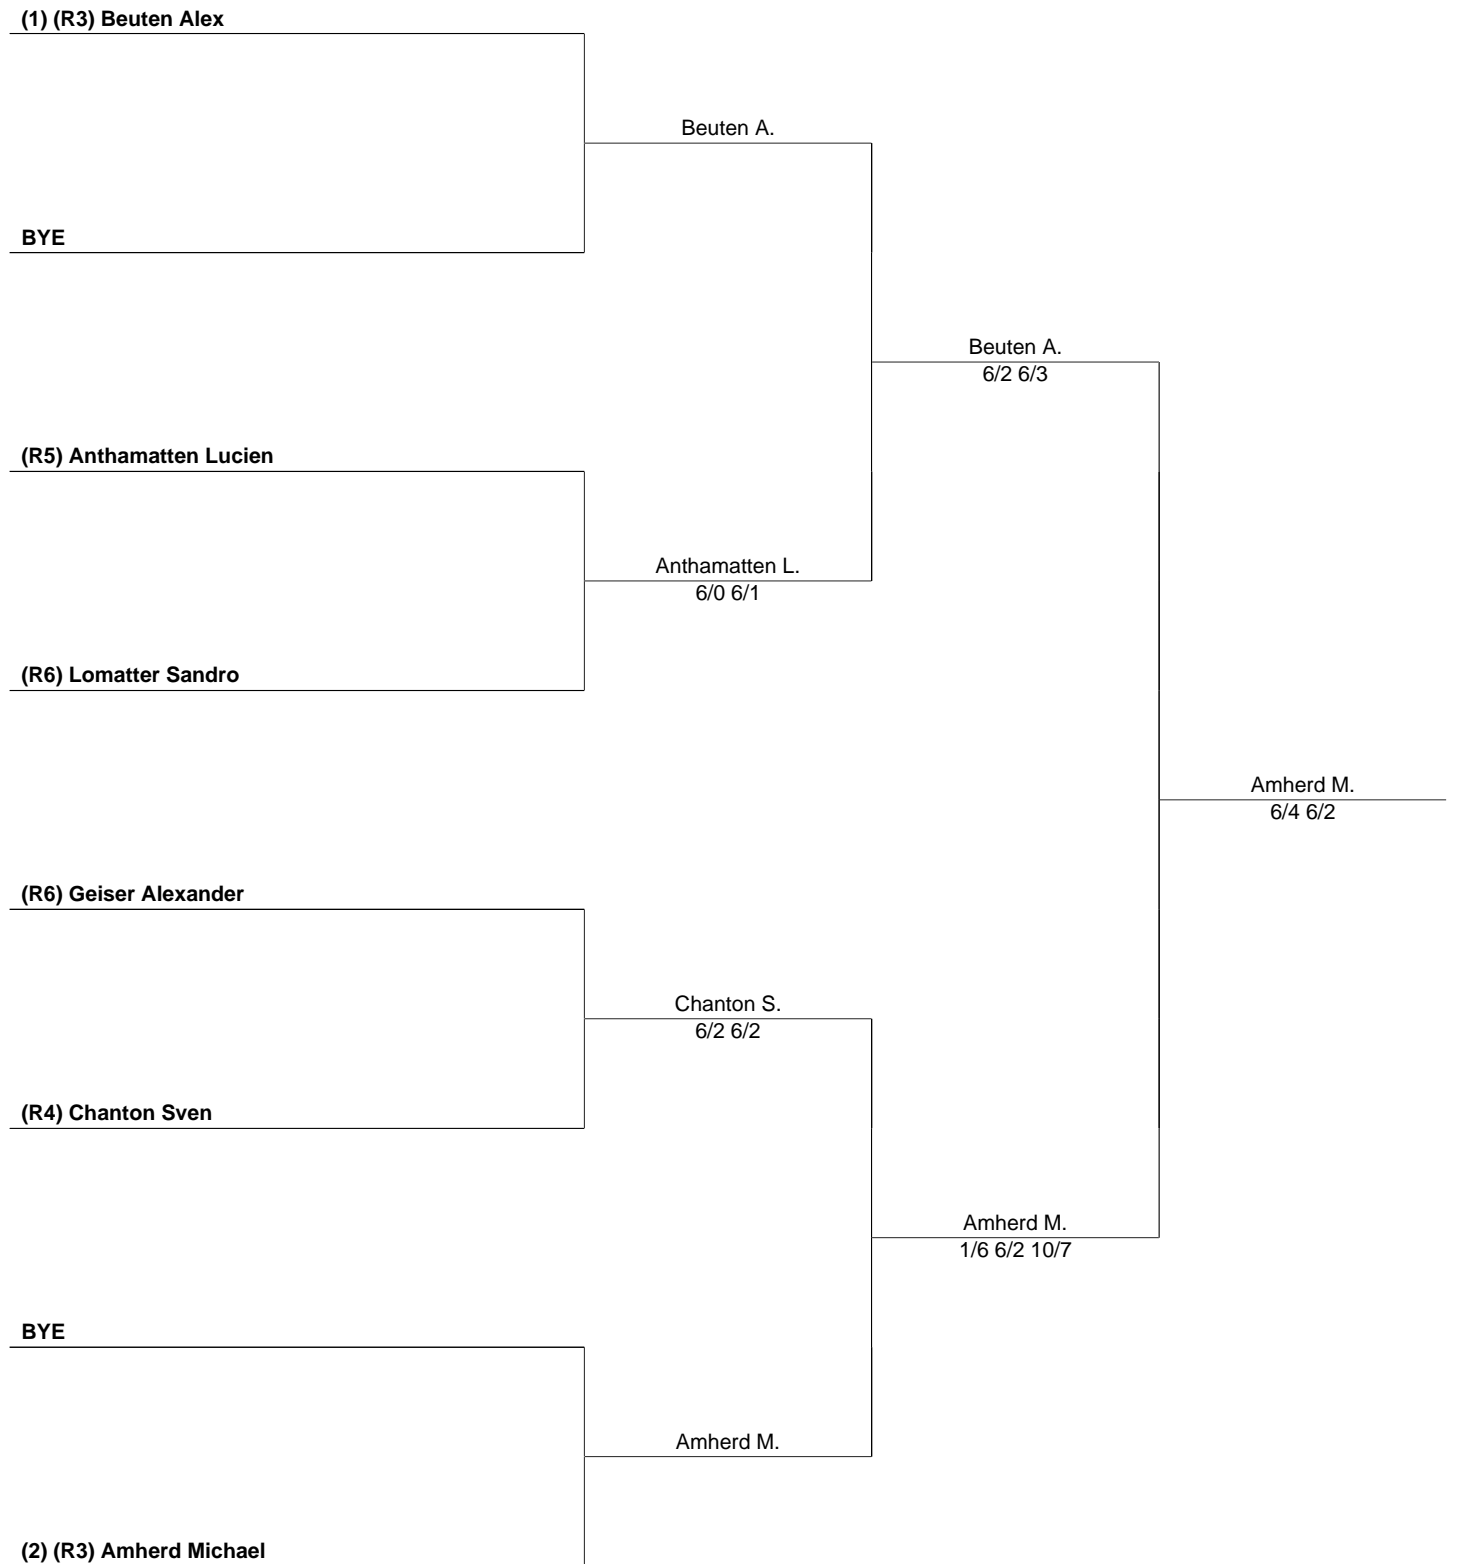 (1) (R3) Beuten Alex
Beuten A.
BYE
Beuten A.
6/2 6/3
(R5) Anthamatten Lucien
Anthamatten L.
6/0 6/1
(R6) Lomatter Sandro
Amherd M.
6/4 6/2
(R6) Geiser Alexander
Chanton S.
6/2 6/2
(R4) Chanton Sven
Amherd M.
1/6 6/2 10/7
BYE
Amherd M.
(2) (R3) Amherd Michael